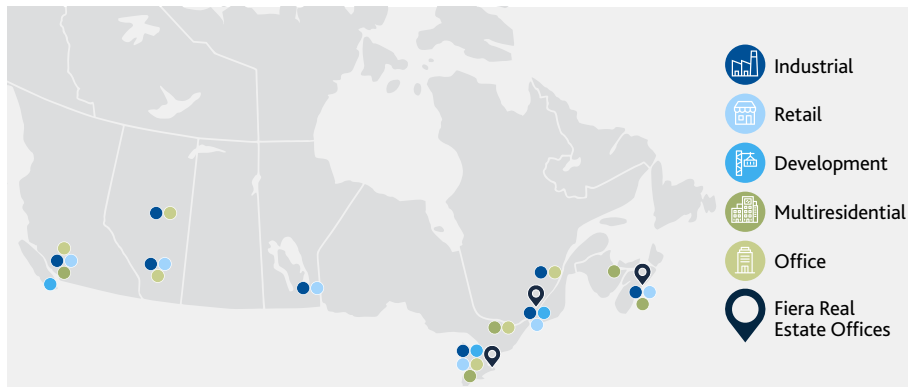 Industrial
Retail
Development
Multiresidential
Office
Fiera Real
Estate Offices